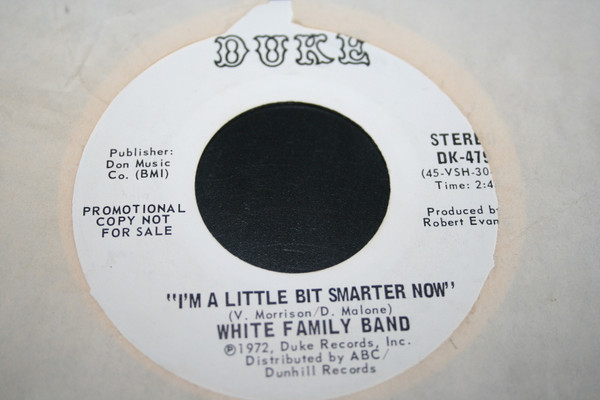 DUKE
Publisher:
Don Music
Co. (BMI)
PROMOTIONAL
COPY NOT
FOR SALE
STERE
DK-479
(45-VSH-30
Time: 2:4
Produced by
Robert Evan
"I'M A LITTLE BIT SMARTER NOW"
(V. Morrison/D. Malone)
WHITE FAMILY BAND
℗1972, Duke Records, Inc.
Distributed by ABC/
Dunhill Records